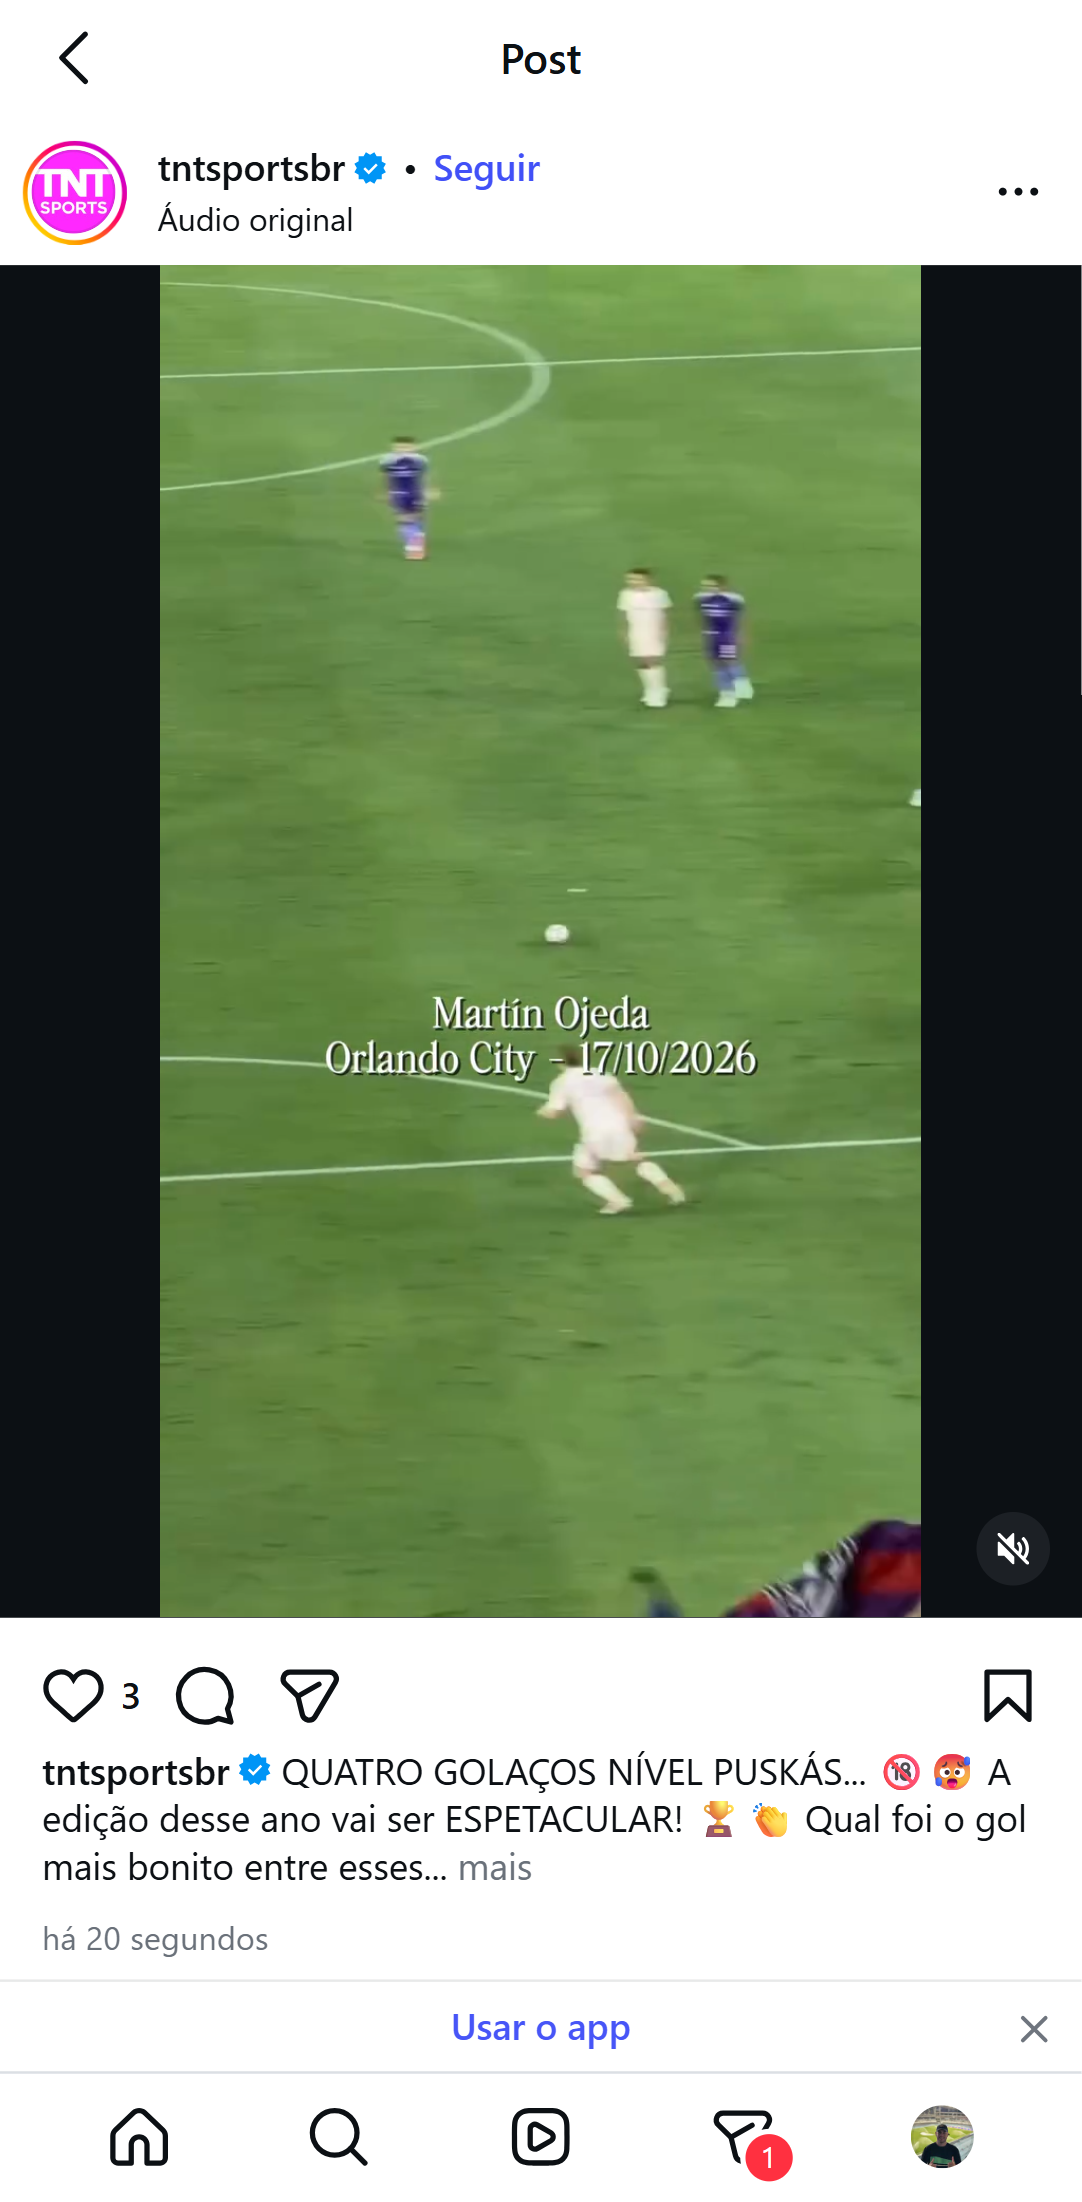 Post
tntsportsbr • Seguir
TNT
SPORTS
Áudio original
Martín Ojeda
Orlando City - 17/10/2026
3
tntsportsbr QUATRO GOLAÇOS NÍVEL PUSKÁS... 🔞 🥵 A
edição desse ano vai ser ESPETACULAR! 🏆 👏 Qual foi o gol
mais bonito entre esses... mais
há 20 segundos
Usar o app
1